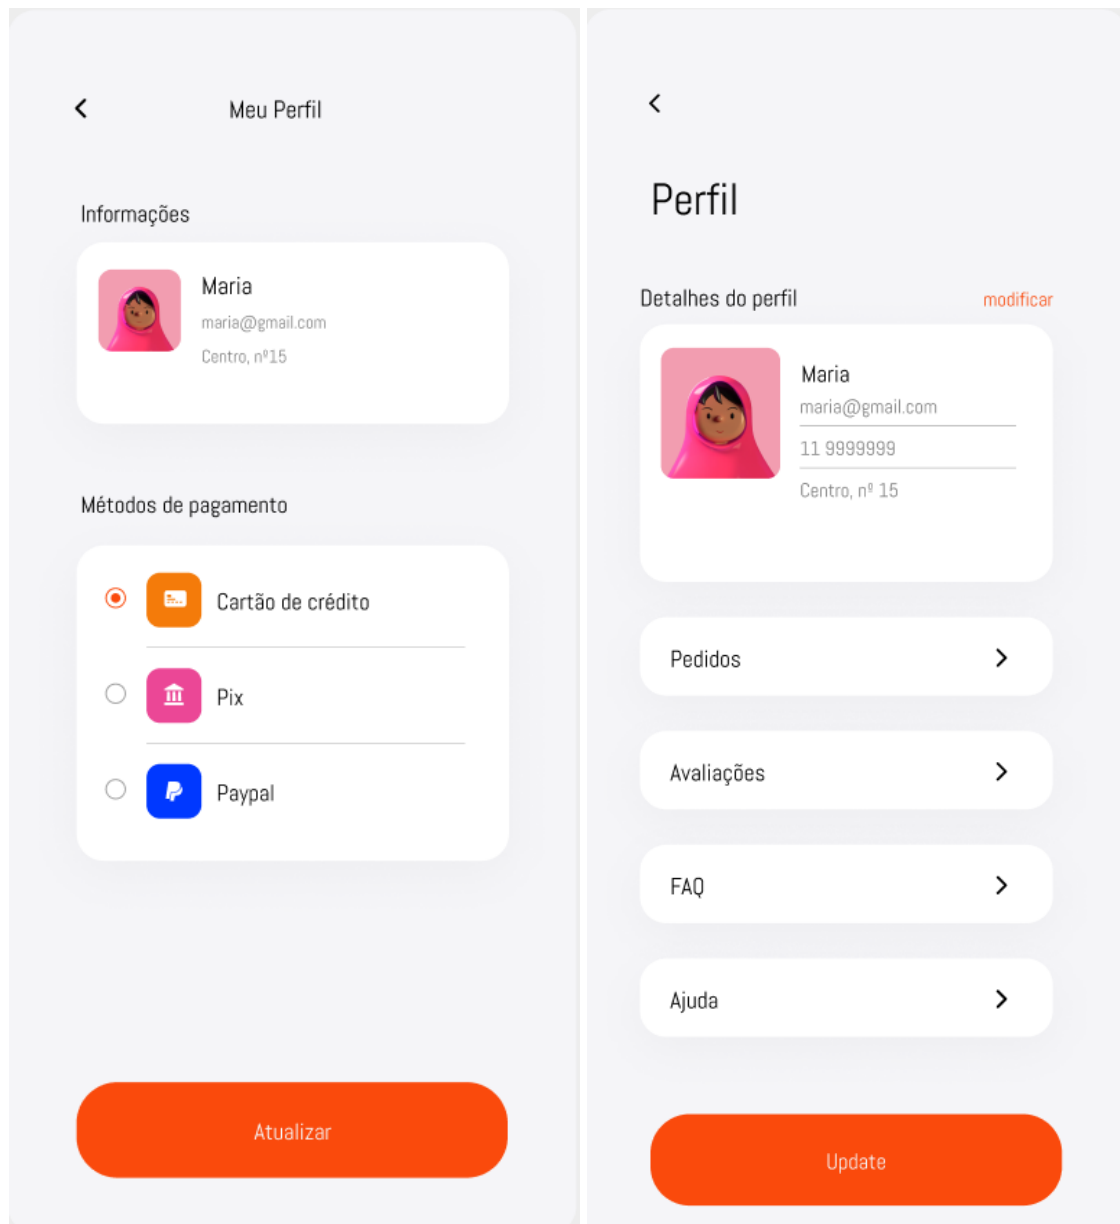 Meu Perfil
Informações
Maria
maria@gmail.com
Centro, nº15
Métodos de pagamento
Cartão de crédito
Pix
Paypal
Atualizar
Perfil
Detalhes do perfil
modificar
Maria
maria@gmail.com
11 9999999
Centro, nº 15
Pedidos
Avaliações
FAQ
Ajuda
Update